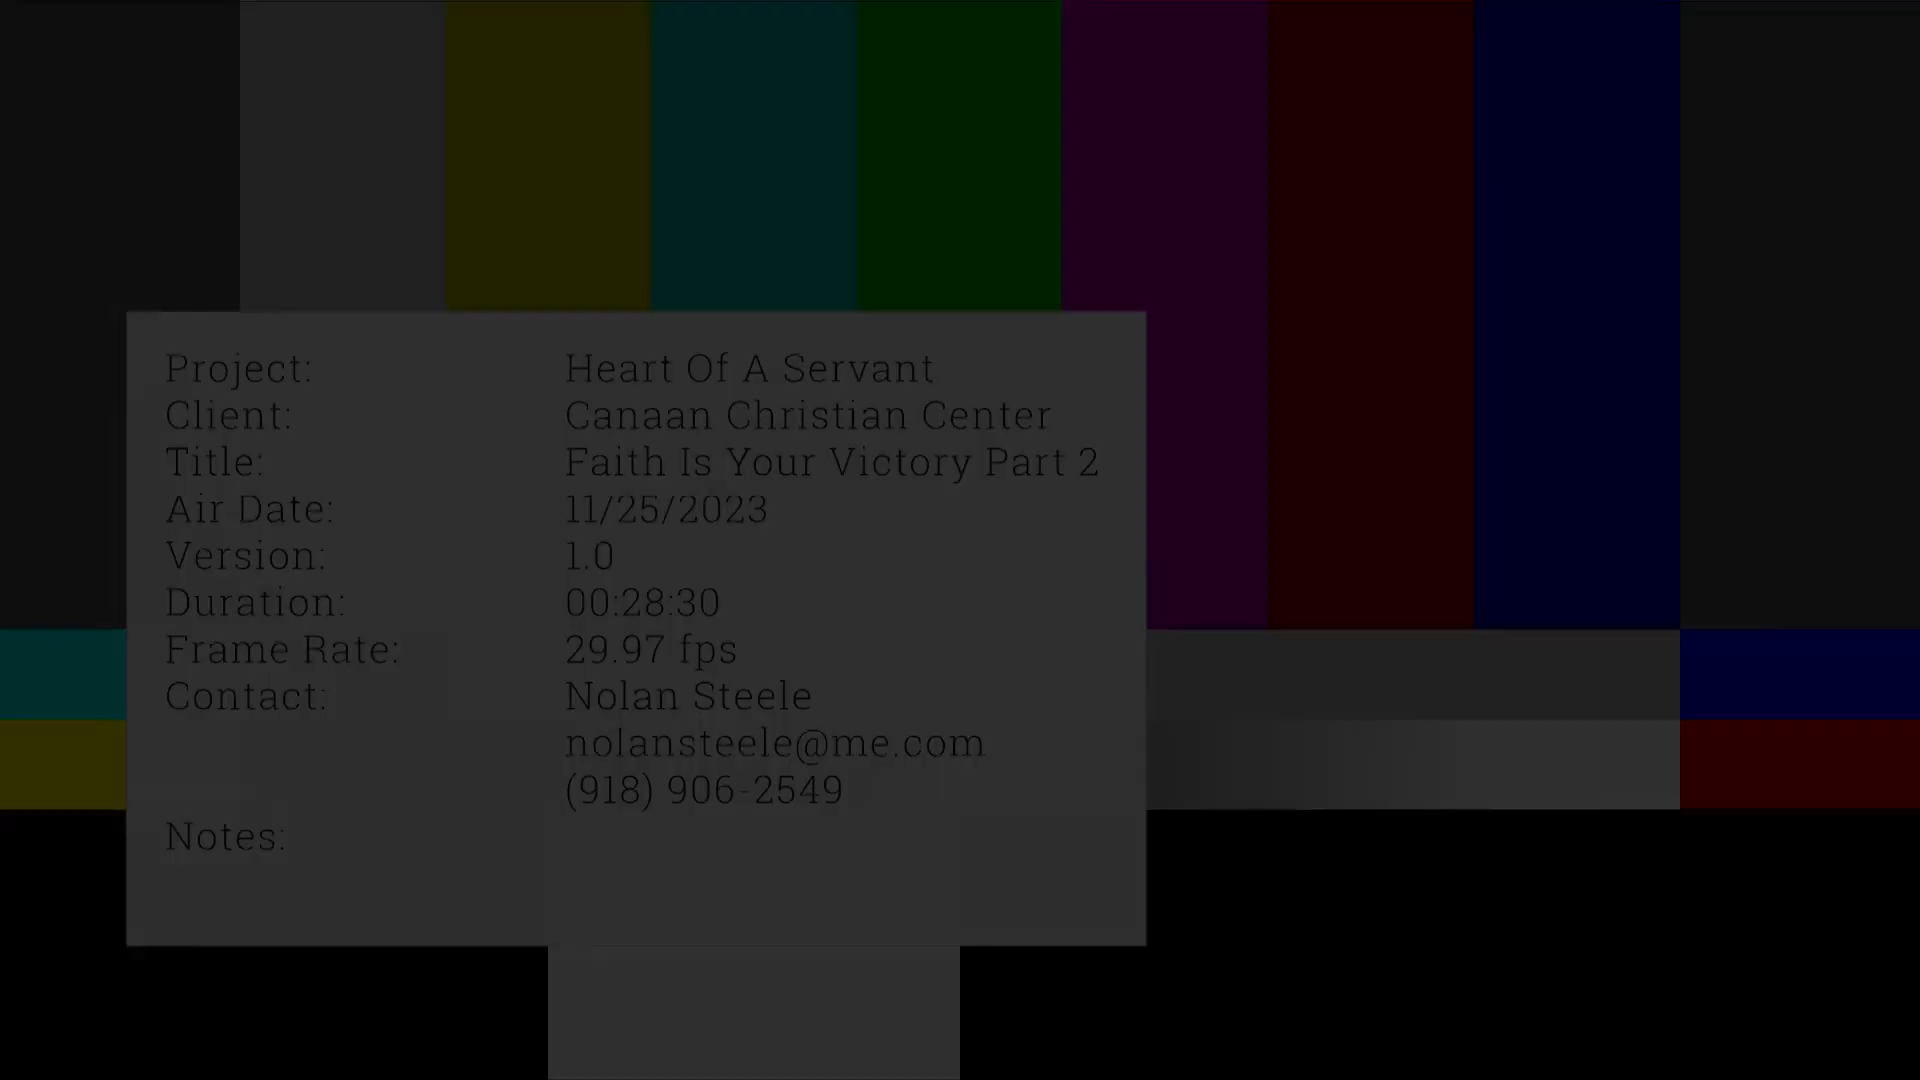 Project: Heart Of A Servant
Client: Canaan Christian Center
Title: Faith Is Your Victory Part 2
Air Date: 11/25/2023
Version: 1.0
Duration: 00:28:30
Frame Rate: 29.97 fps
Contact: Nolan Steele
nolansteele@me.com
(918) 906-2549
Notes: